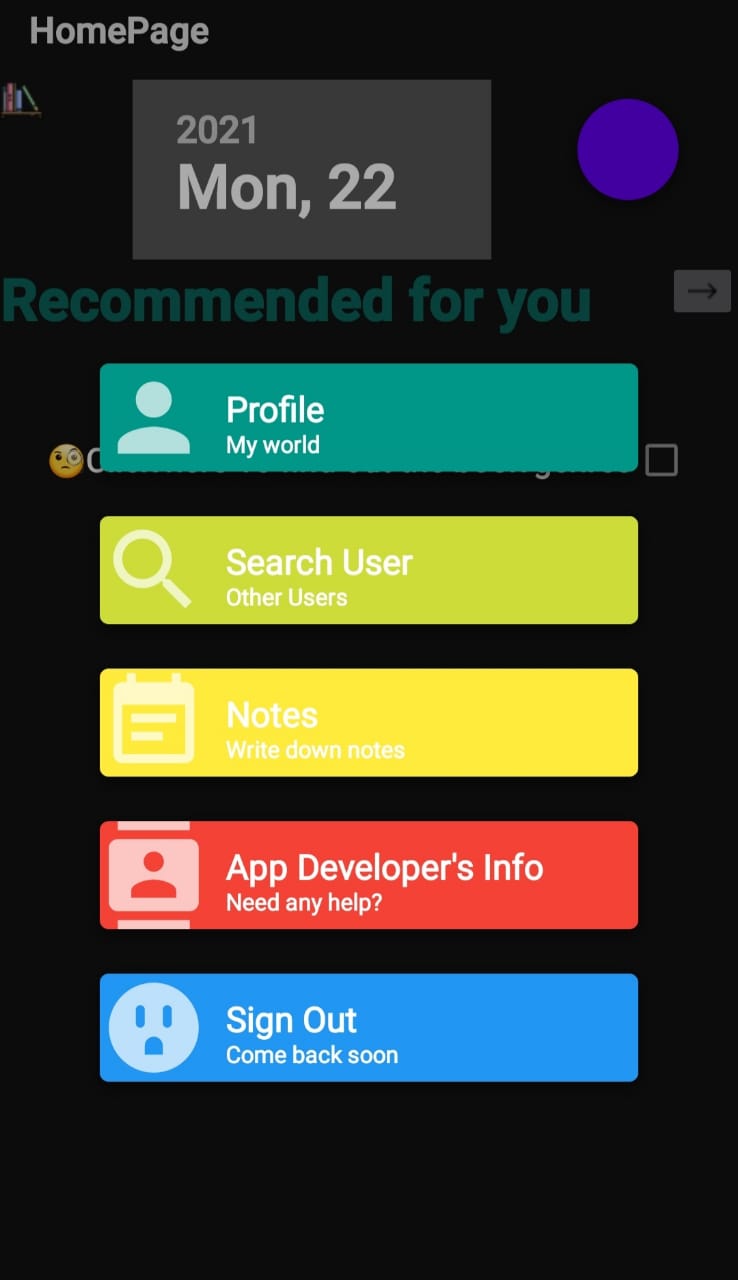 HomePage
2021
Mon, 22
Recommended for you
Profile
My world
Search User
Other Users
Notes
Write down notes
App Developer's Info
Need any help?
Sign Out
Come back soon